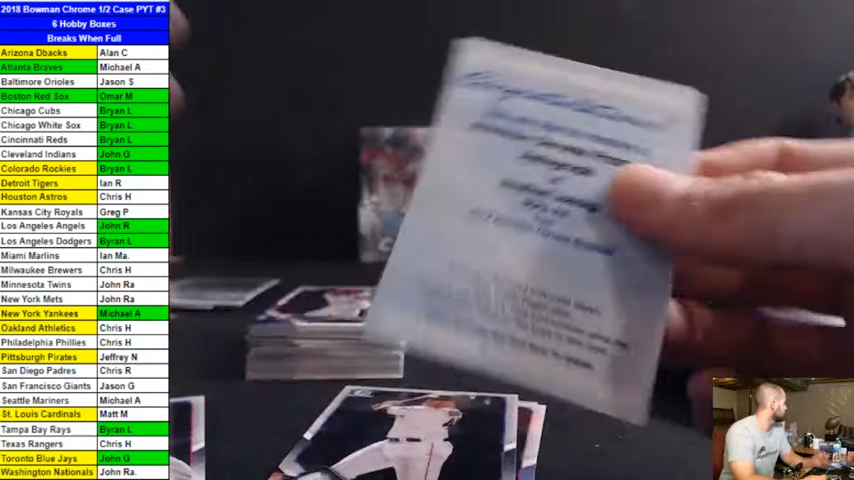 2018 Bowman Chrome 1/2 Case PYT #3
6 Hobby Boxes
Breaks When Full
Arizona Dbacks Alan C
Atlanta Braves Michael A
Baltimore Orioles Jason S
Boston Red Sox Omar M
Chicago Cubs Bryan L
Chicago White Sox Bryan L
Cincinnati Reds Bryan L
Cleveland Indians John G
Colorado Rockies Bryan L
Detroit Tigers Ian R
Houston Astros Chris H
Kansas City Royals Greg P
Los Angeles Angels John R
Los Angeles Dodgers Byran L
Miami Marlins Ian Ma.
Milwaukee Brewers Chris H
Minnesota Twins John Ra
New York Mets John Ra
New York Yankees Michael A
Oakland Athletics Chris H
Philadelphia Phillies Chris H
Pittsburgh Pirates Jeffrey N
San Diego Padres Chris R
San Francisco Giants Jason G
Seattle Mariners Michael A
St. Louis Cardinals Matt M
Tampa Bay Rays Byran L
Texas Rangers Chris H
Toronto Blue Jays John G
Washington Nationals John Ra.